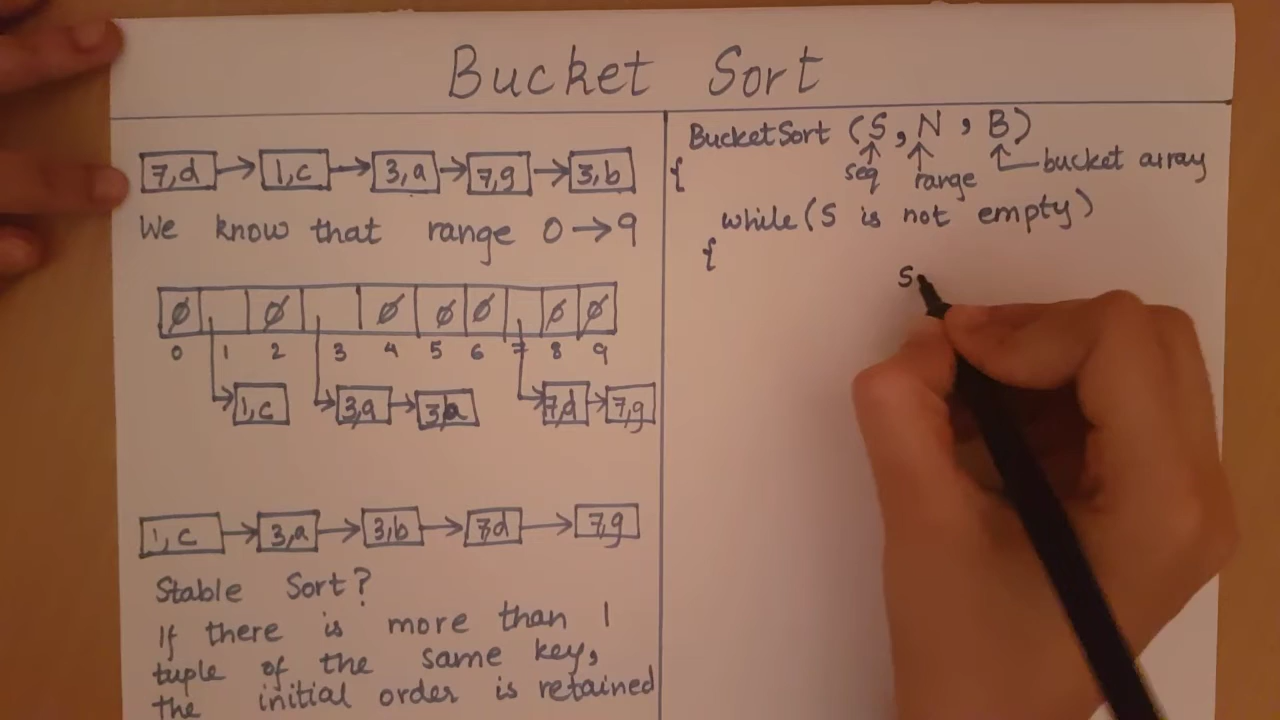 Bucket Sort
7,d → 1,c → 3,a → 7,g → 3,b
We know that range 0→9
Ø Ø Ø Ø Ø Ø Ø
0 1 2 3 4 5 6 7 8 9
1,c 3,a → 3,a 7,d → 7,g
1,c → 3,a → 3,b → 7,d → 7,g
Stable Sort?
If there is more than 1
tuple of the same key,
the initial order is retained
BucketSort (S, N, B)
seq range bucket array
{
while (S is not empty)
{
S